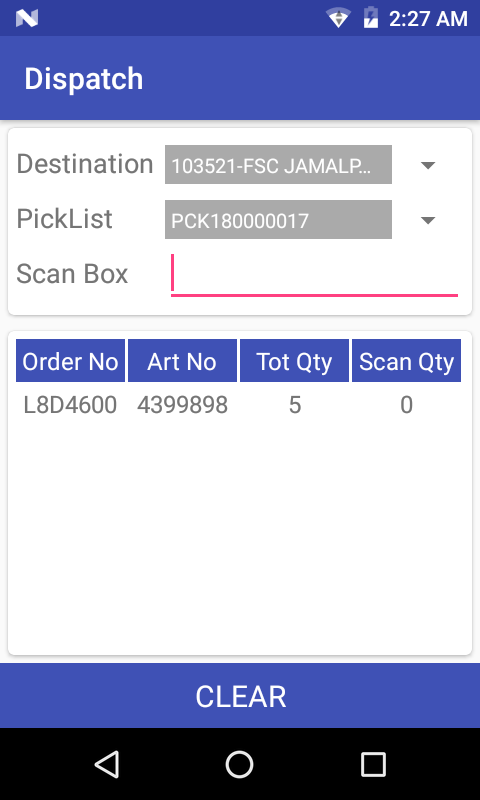 2:27 AM
Dispatch
Destination 103521-FSC JAMALP...
PickList PCK180000017
Scan Box
Order No Art No Tot Qty Scan Qty
L8D4600 4399898 5 0
CLEAR